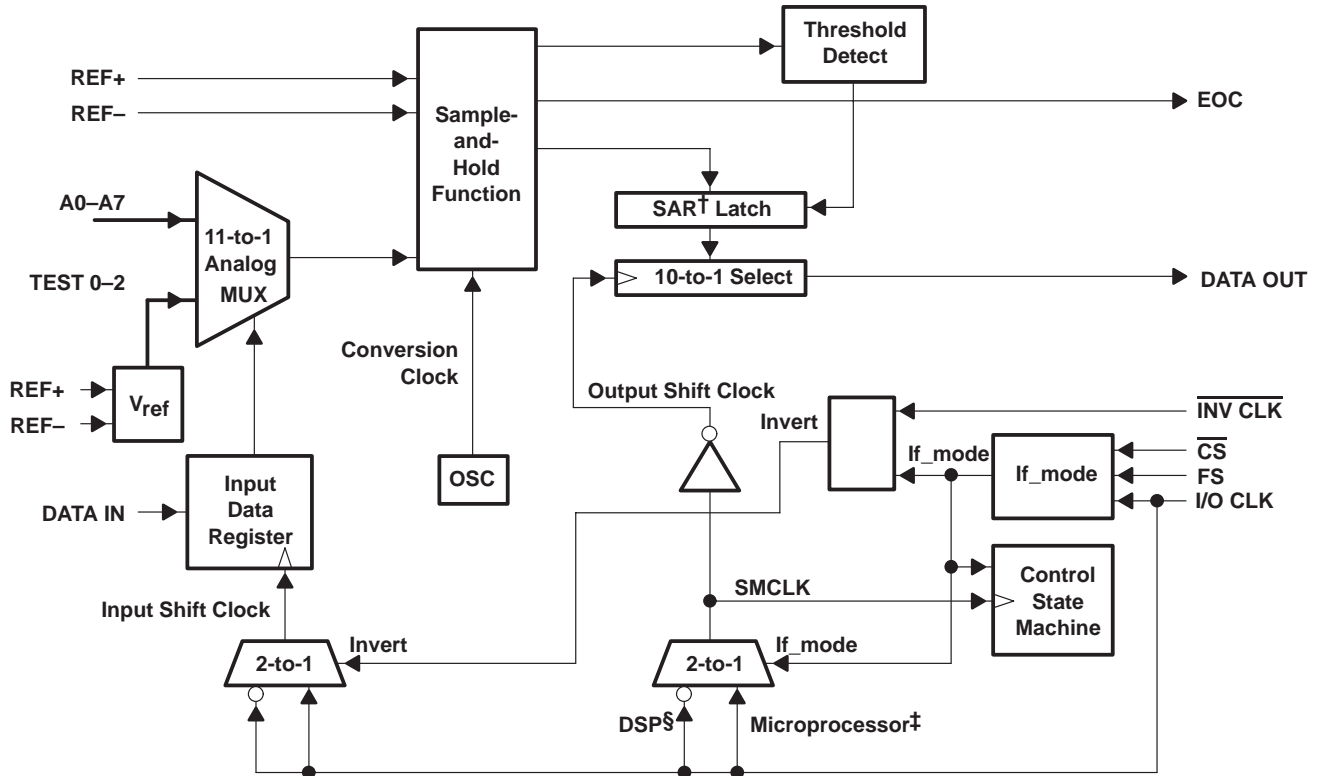 Threshold
Detect
REF+
REF–
Sample-
and-
Hold
Function
EOC
A0–A7
SAR† Latch
11-to-1
Analog
MUX
TEST 0–2
10-to-1 Select
DATA OUT
Conversion
Clock
REF+
REF–
Vref
Output Shift Clock
Invert
INV CLK
If_mode
If_mode
CS
FS
I/O CLK
OSC
DATA IN
Input
Data
Register
Control
State
Machine
Input Shift Clock
SMCLK
Invert
2-to-1
2-to-1
If_mode
DSP§
Microprocessor‡